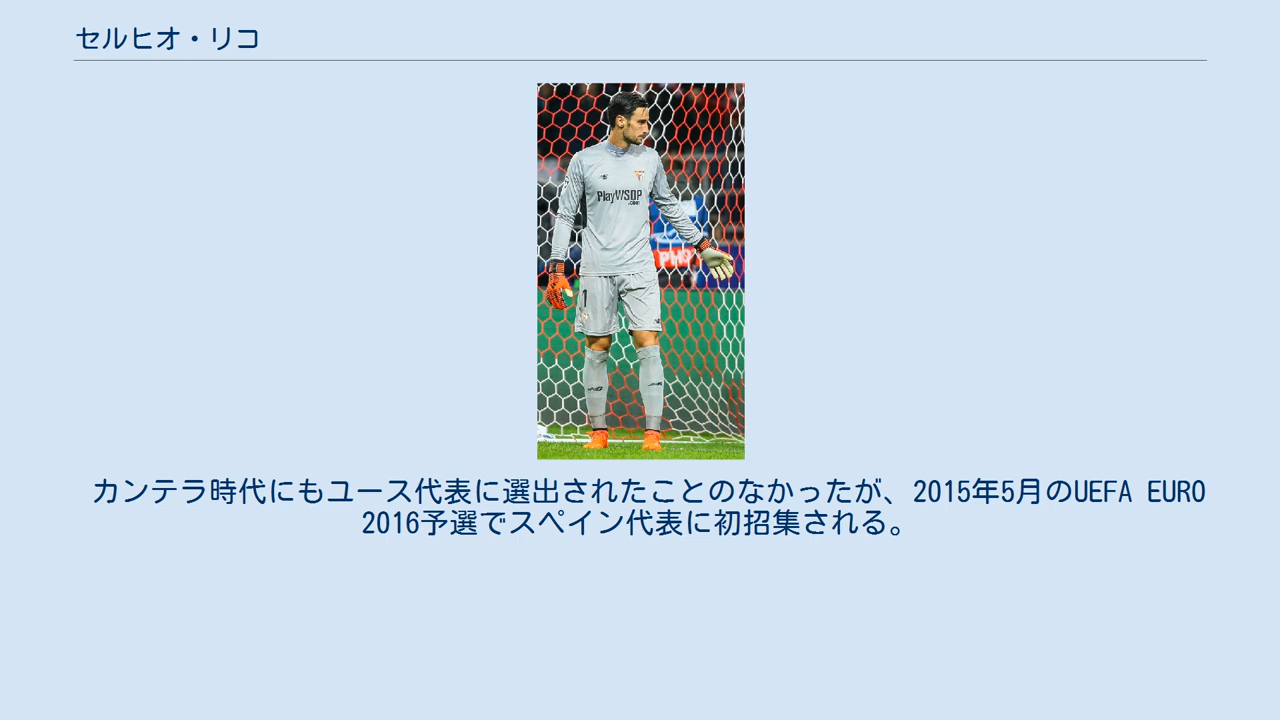 セルヒオ・リコ
PlayWSOP
.COM
1
カンテラ時代にもユース代表に選出されたことのなかったが、2015年5月のUEFA EURO
2016予選でスペイン代表に初招集される。